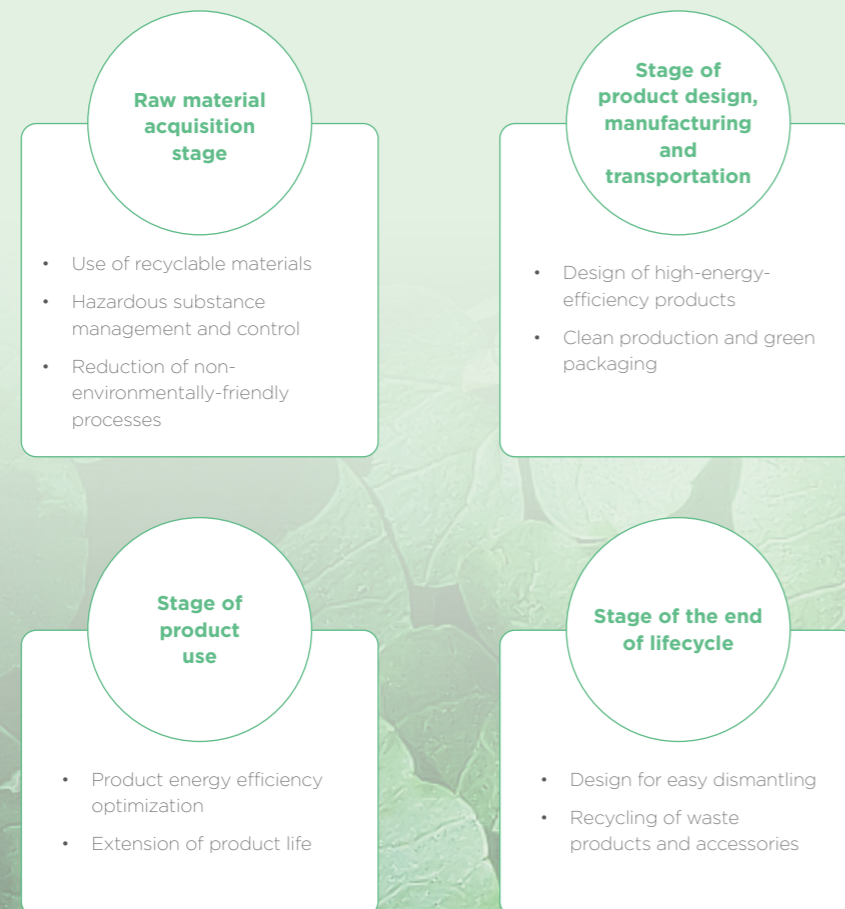 Raw material
acquisition
stage
• Use of recyclable materials
• Hazardous substance
management and control
• Reduction of non-
environmentally-friendly
processes
Stage of
product design,
manufacturing
and
transportation
• Design of high-energy-
efficiency products
• Clean production and green
packaging
Stage of
product
use
• Product energy efficiency
optimization
• Extension of product life
Stage of the end
of lifecycle
• Design for easy dismantling
• Recycling of waste
products and accessories